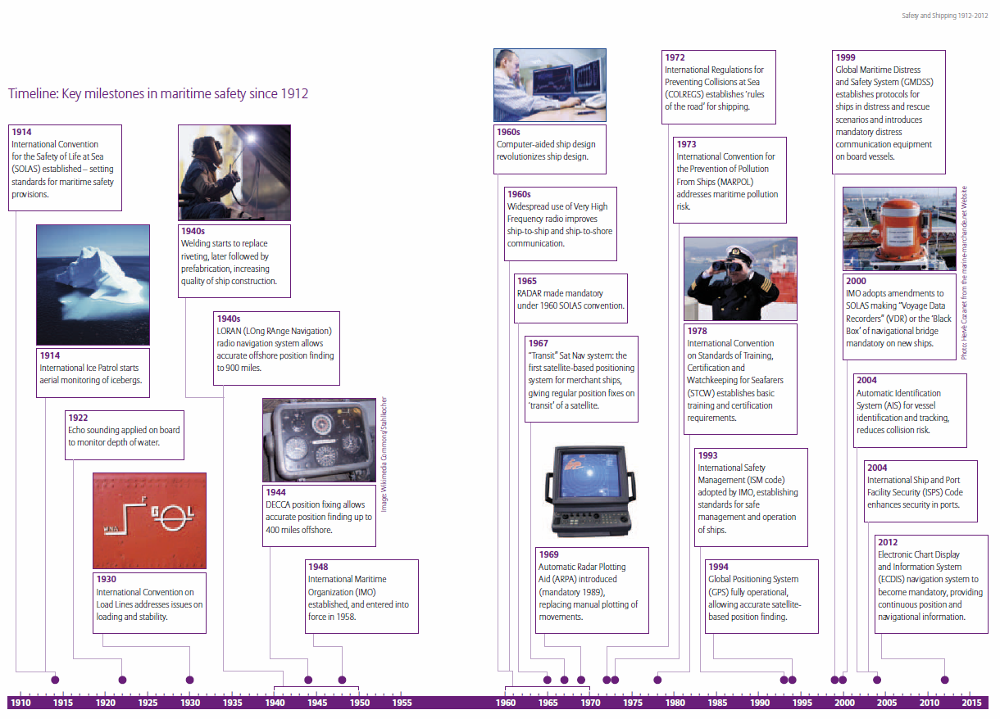 Safety and Shipping 1912-2012
Timeline: Key milestones in maritime safety since 1912
1914
International Convention
for the Safety of Life at Sea
(SOLAS) established – setting
standards for maritime safety
provisions.
1914
International Ice Patrol starts
aerial monitoring of icebergs.
1922
Echo sounding applied on board
to monitor depth of water.
WNA
F
G L
1930
International Convention on
Load Lines addresses issues on
loading and stability.
1940s
Welding starts to replace
riveting, later followed by
prefabrication, increasing
quality of ship construction.
1940s
LORAN (LOng RAnge Navigation)
radio navigation system allows
accurate offshore position finding
to 900 miles.
Image: Wikimedia Commons/Stahlkocher
1944
DECCA position fixing allows
accurate position finding up to
400 miles offshore.
1948
International Maritime
Organization (IMO)
established, and entered into
force in 1958.
1960s
Computer-aided ship design
revolutionizes ship design.
1960s
Widespread use of Very High
Frequency radio improves
ship-to-ship and ship-to-shore
communication.
1965
RADAR made mandatory
under 1960 SOLAS convention.
1967
“Transit” Sat Nav system: the
first satellite-based positioning
system for merchant ships,
giving regular position fixes on
‘transit’ of a satellite.
1969
Automatic Radar Plotting
Aid (ARPA) introduced
(mandatory 1989),
replacing manual plotting of
movements.
1972
International Regulations for
Preventing Collisions at Sea
(COLREGS) establishes ‘rules
of the road’ for shipping.
1973
International Convention for
the Prevention of Pollution
From Ships (MARPOL)
addresses maritime pollution
risk.
1978
International Convention
on Standards of Training,
Certification and
Watchkeeping for Seafarers
(STCW) establishes basic
training and certification
requirements.
1993
International Safety
Management (ISM code)
adopted by IMO, establishing
standards for safe
management and operation
of ships.
1994
Global Positioning System
(GPS) fully operational,
allowing accurate satellite-
based position finding.
1999
Global Maritime Distress
and Safety System (GMDSS)
establishes protocols for
ships in distress and rescue
scenarios and introduces
mandatory distress
communication equipment
on board vessels.
Photo: Hervé Cozanet from the marine-marchande.net Website
2000
IMO adopts amendments to
SOLAS making “Voyage Data
Recorders” (VDR) or the ‘Black
Box’ of navigational bridge
mandatory on new ships.
2004
Automatic Identification
System (AIS) for vessel
identification and tracking,
reduces collision risk.
2004
International Ship and Port
Facility Security (ISPS) Code
enhances security in ports.
2012
Electronic Chart Display
and Information System
(ECDIS) navigation system to
become mandatory, providing
continuous position and
navigational information.
1910 1915 1920 1925 1930 1935 1940 1945 1950 1955 1960 1965 1970 1975 1980 1985 1990 1995 2000 2005 2010 2015